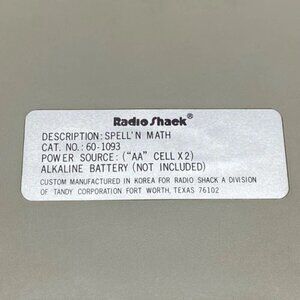 Radio Shack®
DESCRIPTION: SPELL'N MATH
CAT. NO.: 60-1093
POWER SOURCE: ("AA" CELL X 2)
ALKALINE BATTERY (NOT INCLUDED)
CUSTOM MANUFACTURED IN KOREA FOR RADIO SHACK A DIVISION
OF TANDY CORPORATION FORT WORTH, TEXAS 76102